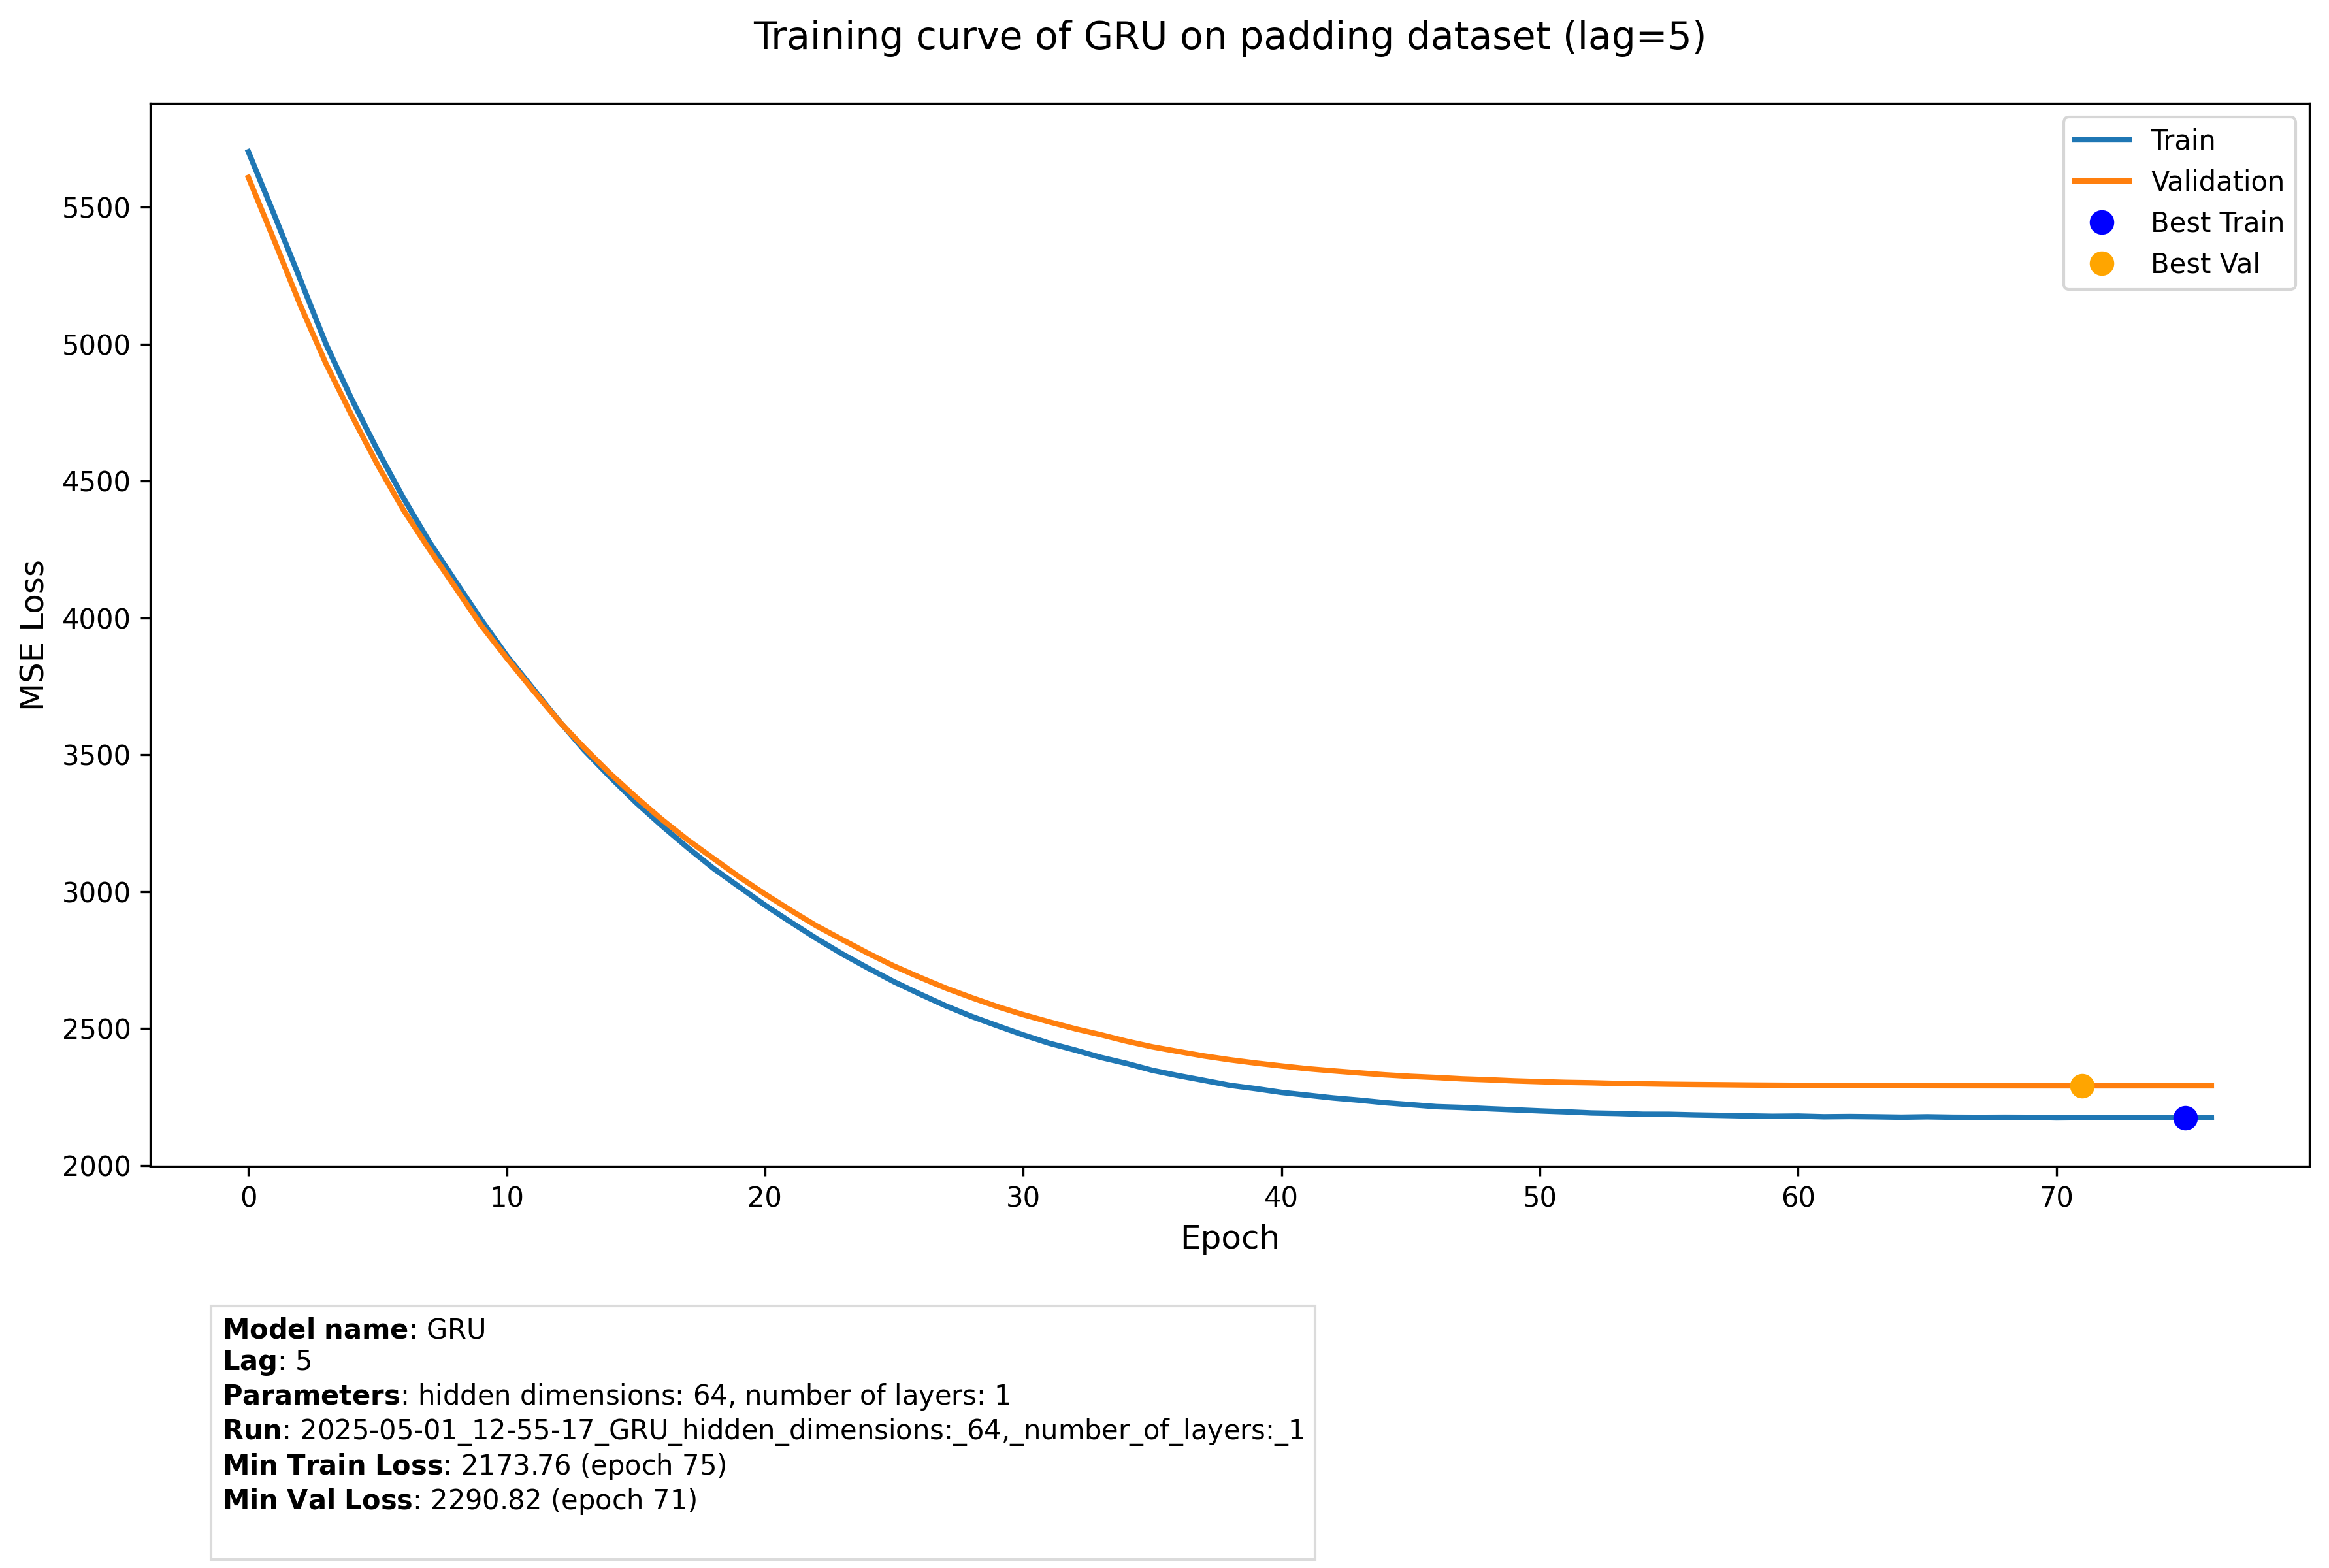 Training curve of GRU on padding dataset (lag=5)
Train
Validation
Best Train
Best Val
MSE Loss
5500
5000
4500
4000
3500
3000
2500
2000
0 10 20 30 40 50 60 70
Epoch
Model name: GRU
Lag: 5
Parameters: hidden dimensions: 64, number of layers: 1
Run: 2025-05-01_12-55-17_GRU_hidden_dimensions:_64,_number_of_layers:_1
Min Train Loss: 2173.76 (epoch 75)
Min Val Loss: 2290.82 (epoch 71)